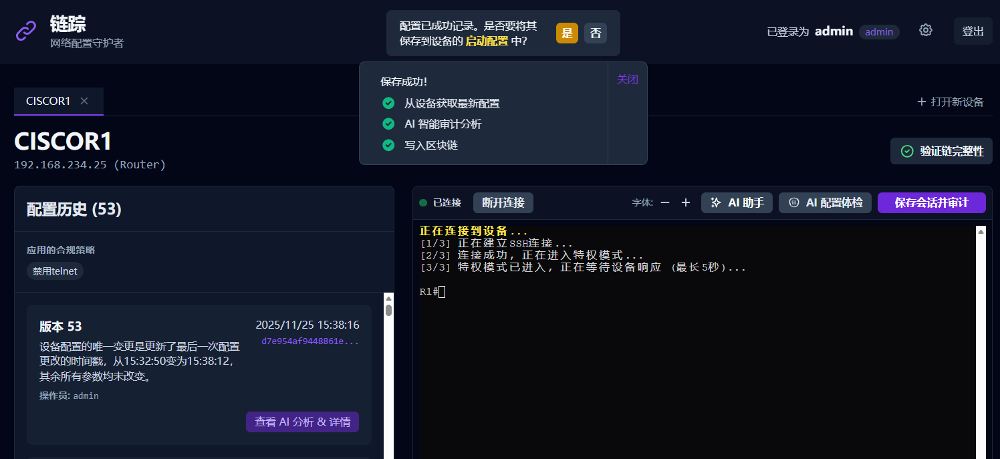 链踪
网络配置守护者
配置已成功记录。是否要将其
保存到设备的 启动配置 中?
是
否
已登录为 admin admin
登出
保存成功！
从设备获取最新配置
AI 智能审计分析
写入区块链
关闭
CISCOR1 ×
+ 打开新设备
CISCOR1
192.168.234.25 (Router)
验证链完整性
配置历史 (53)
应用的合规策略
禁用telnet
版本 53
2025/11/25 15:38:16
d7e954af9448861e...
设备配置的唯一变更是更新了最后一次配置
更改的时间戳，从15:32:50变为15:38:12，
其余所有参数均未改变。
操作员: admin
查看 AI 分析 & 详情
已连接
断开连接
字体: − +
AI 助手
AI 配置体检
保存会话并审计
正在连接到设备...
[1/3] 正在建立SSH连接...
[2/3] 连接成功, 正在进入特权模式...
[3/3] 特权模式已进入, 正在等待设备响应 (最长5秒)...
R1#